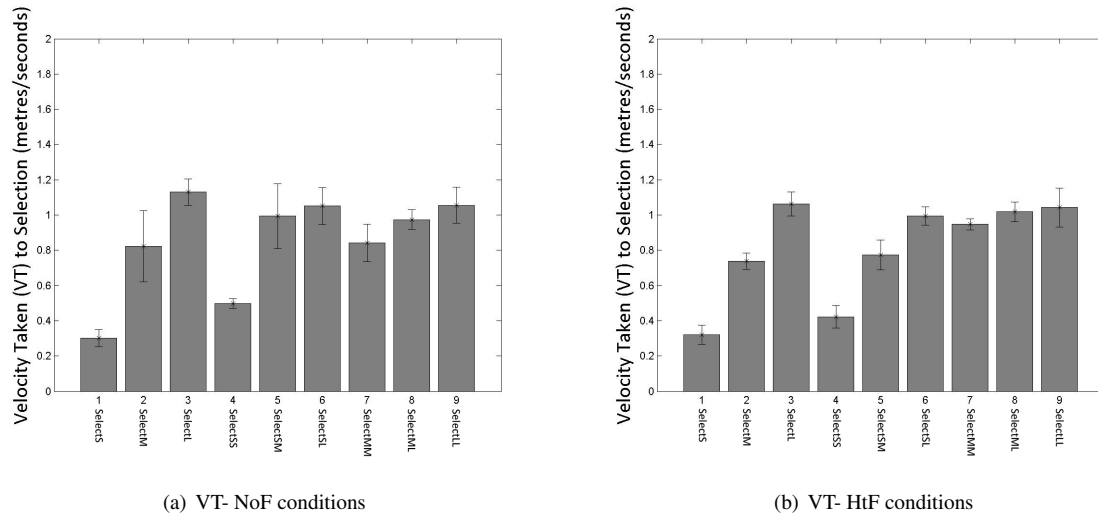 Velocity Taken (VT) to Selection (metres/seconds)
2
1.8
1.6
1.4
1.2
1
0.8
0.6
0.4
0.2
0
1 2 3 4 5 6 7 8 9
SelectS
SelectM
SelectL
SelectSS
SelectSM
SelectSL
SelectMM
SelectML
SelectLL
(a) VT- NoF conditions
Velocity Taken (VT) to Selection (metres/seconds)
2
1.8
1.6
1.4
1.2
1
0.8
0.6
0.4
0.2
0
1 2 3 4 5 6 7 8 9
SelectS
SelectM
SelectL
SelectSS
SelectSM
SelectSL
SelectMM
SelectML
SelectLL
(b) VT- HtF conditions